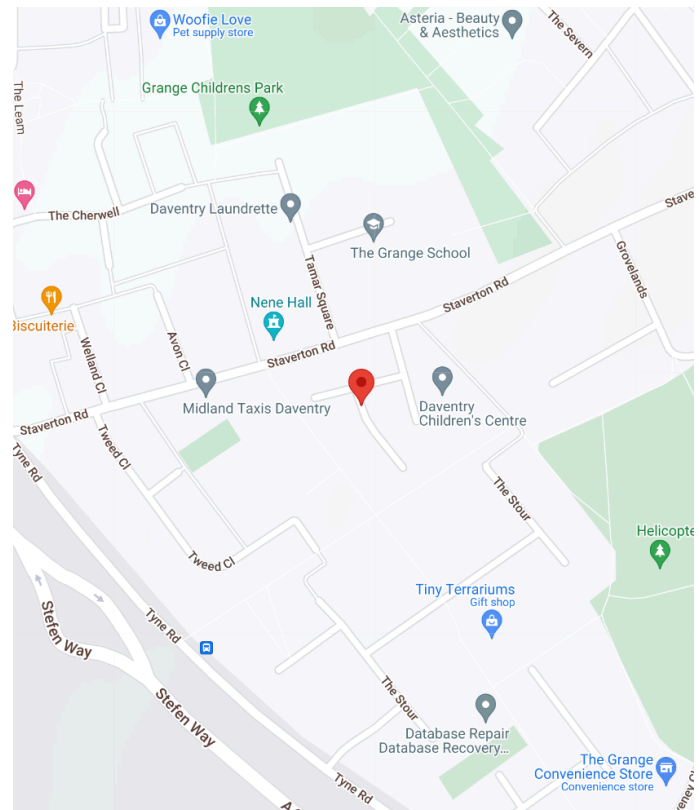 Woofie Love
Pet supply store
Asteria - Beauty
& Aesthetics
The Severn
Grange Childrens Park
The Leam
The Cherwell
Daventry Laundrette
The Grange School
Tamar Square
Grovelands
Staverton Rd
Nene Hall
Biscuiterie
Avon Cl
Welland Cl
Staverton Rd
Midland Taxis Daventry
Daventry
Children's Centre
Staverton Rd
Tweed Cl
Tyne Rd
The Stour
Tweed Cl
Tiny Terrariums
Gift shop
Stefen Way
Tyne Rd
Stefen Way
The Stour
Database Repair
Database Recovery...
The Grange
Convenience Store
Convenience store
Tyne Rd